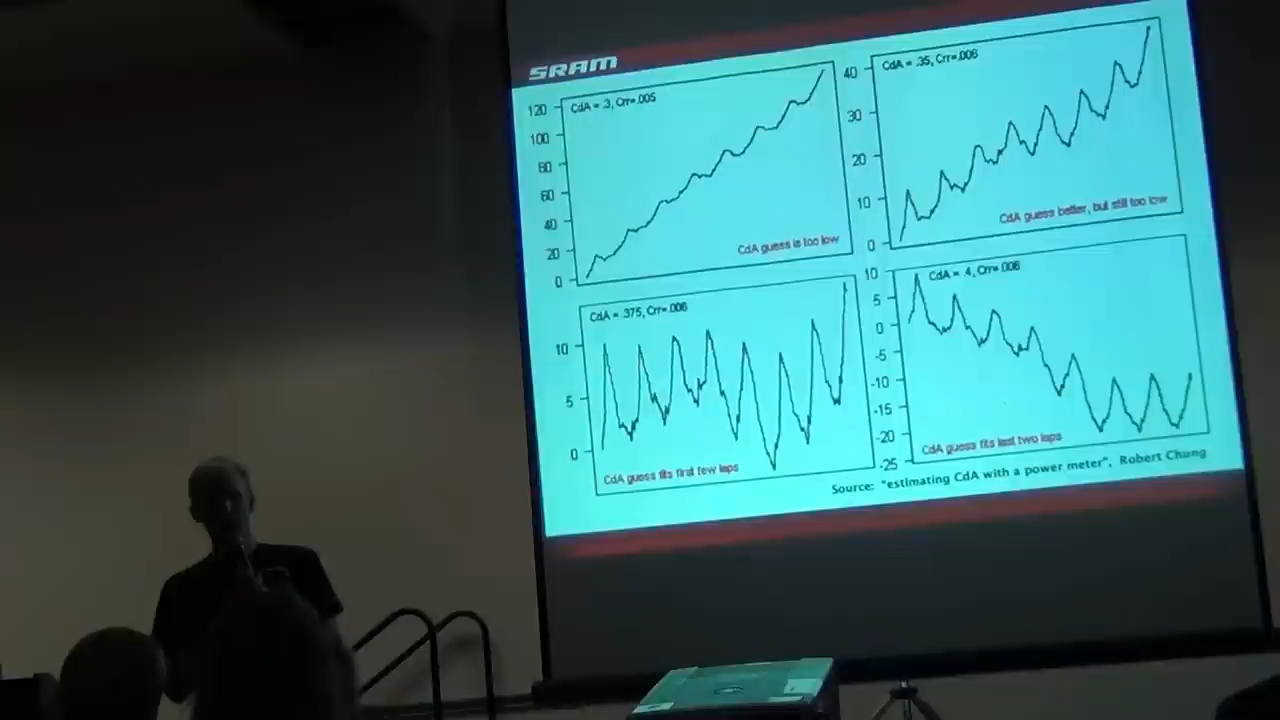 SRAM
CdA = .3, Crr=.005
120
100
80
60
40
20
0
CdA guess is too low
CdA = .35, Crr=.006
40
30
20
10
0
CdA guess better, but still too low
CdA = .375, Crr=.006
10
5
0
CdA guess fits first few laps
CdA = .4, Crr=.006
10
5
0
-5
-10
-15
-20
-25
CdA guess fits last two laps
Source: "estimating CdA with a power meter", Robert Chung